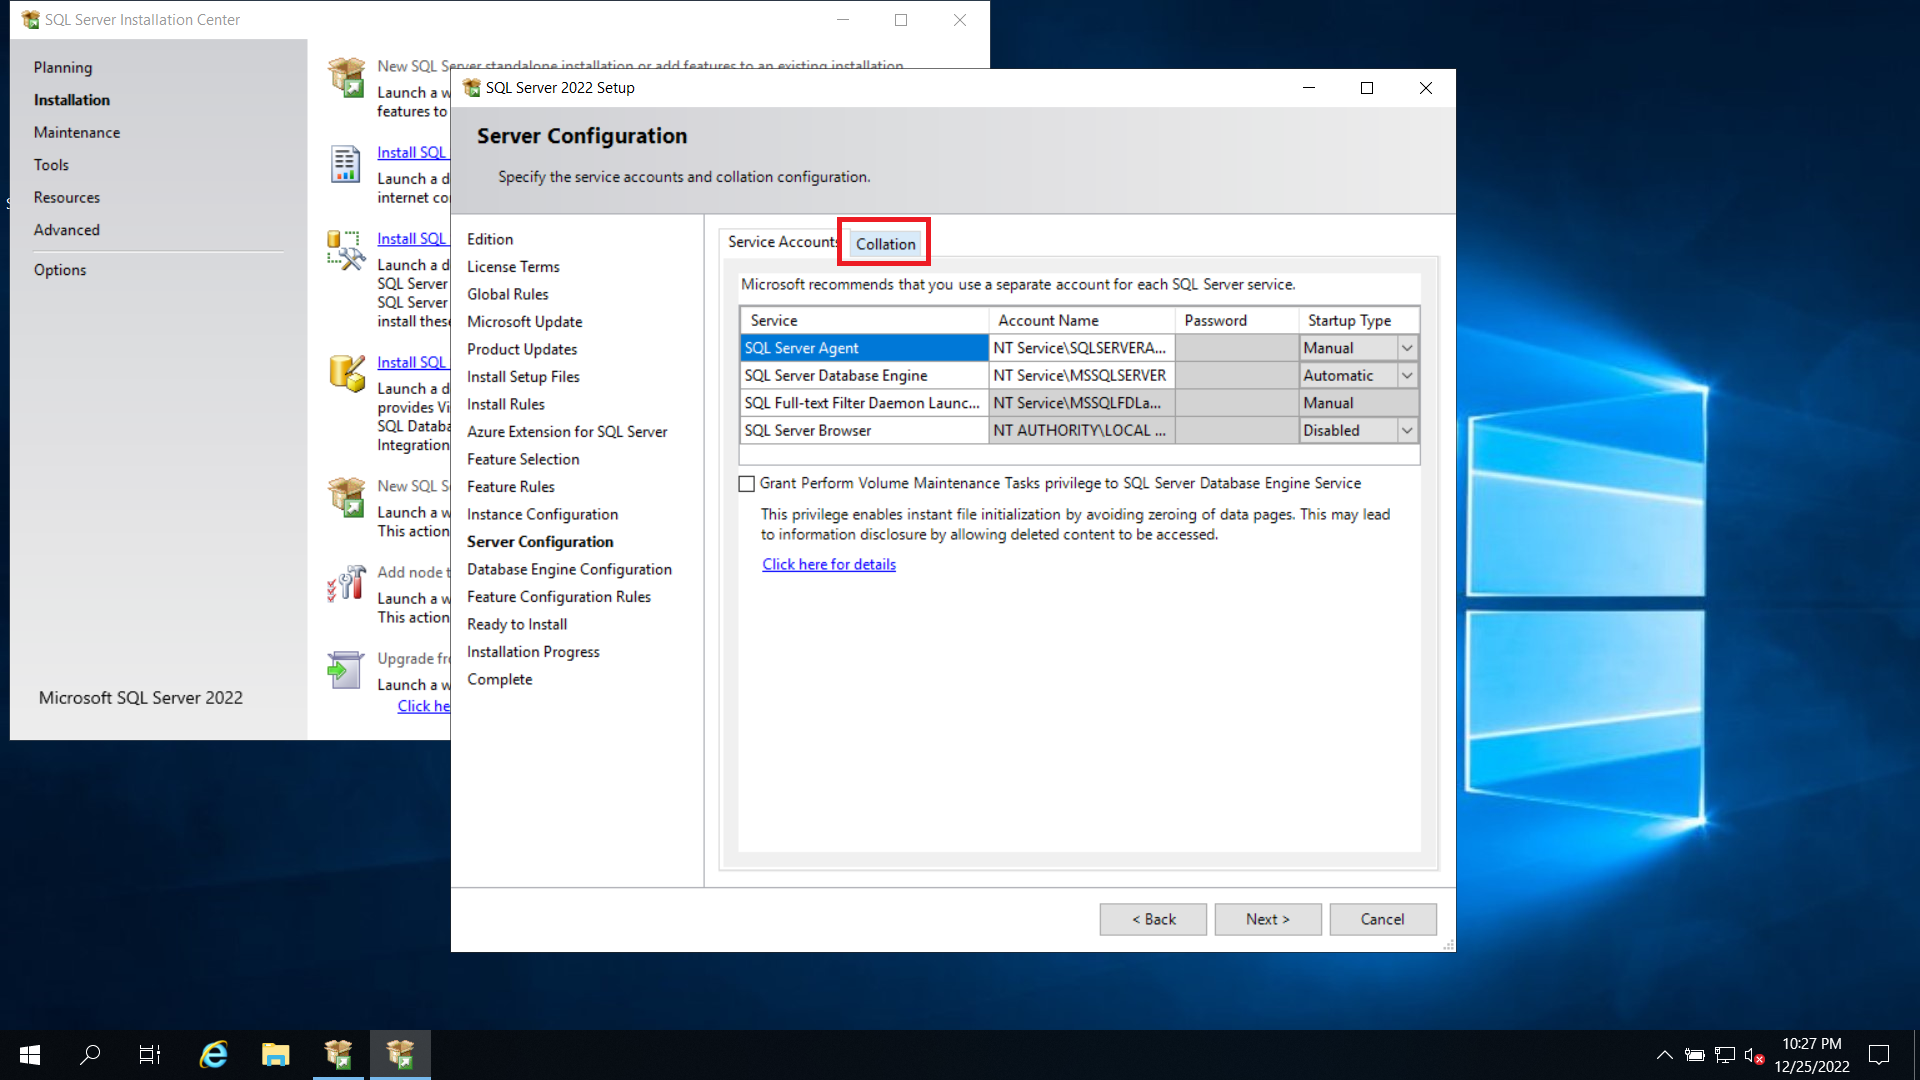 SQL Server Installation Center
Planning
Installation
Maintenance
Tools
Resources
Advanced
Options
Microsoft SQL Server 2022
New SQL Server standalone installation or add features to an existing installation
Launch a w
features to
Install SQL
Launch a d
internet co
Install SQL
Launch a d
SQL Server
SQL Server
install these
Install SQL
Launch a d
provides Vi
SQL Datab
Integration
New SQL S
Launch a w
This action
Add node t
Launch a w
This action
Upgrade fr
Launch a w
Click he
SQL Server 2022 Setup
Server Configuration
Specify the service accounts and collation configuration.
Edition
License Terms
Global Rules
Microsoft Update
Product Updates
Install Setup Files
Install Rules
Azure Extension for SQL Server
Feature Selection
Feature Rules
Instance Configuration
Server Configuration
Database Engine Configuration
Feature Configuration Rules
Ready to Install
Installation Progress
Complete
Service Accounts Collation
Microsoft recommends that you use a separate account for each SQL Server service.
Service Account Name Password Startup Type
SQL Server Agent NT Service\SQLSERVERA... Manual
SQL Server Database Engine NT Service\MSSQLSERVER Automatic
SQL Full-text Filter Daemon Launc... NT Service\MSSQLFDLa... Manual
SQL Server Browser NT AUTHORITY\LOCAL ... Disabled
Grant Perform Volume Maintenance Tasks privilege to SQL Server Database Engine Service
This privilege enables instant file initialization by avoiding zeroing of data pages. This may lead
to information disclosure by allowing deleted content to be accessed.
Click here for details
< Back Next > Cancel
10:27 PM
12/25/2022